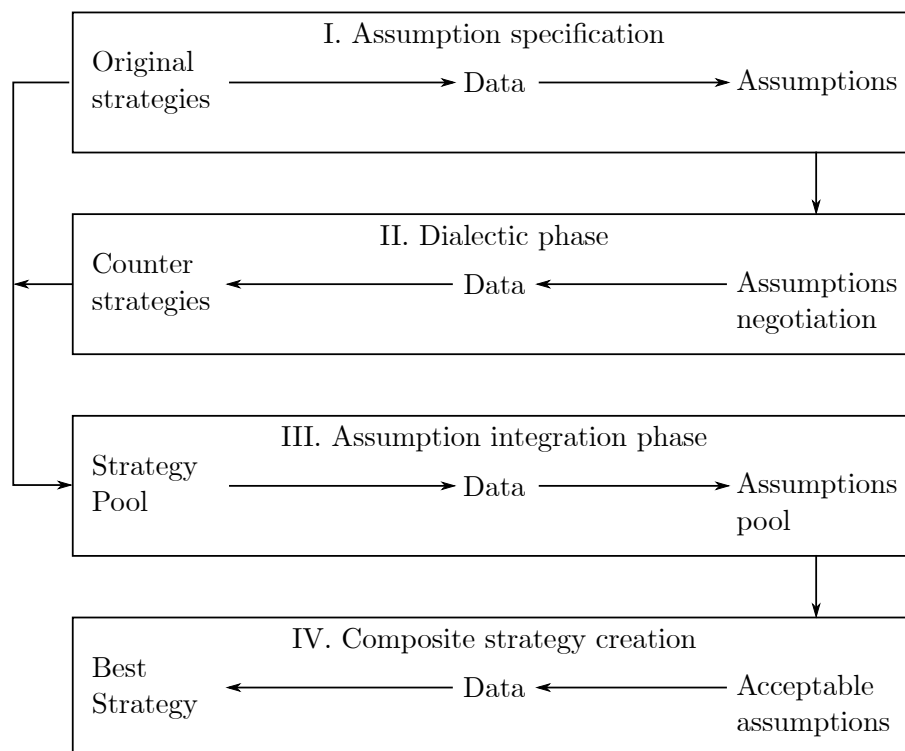 I. Assumption specification
Original
strategies
Data
Assumptions
II. Dialectic phase
Counter
strategies
Data
Assumptions
negotiation
III. Assumption integration phase
Strategy
Pool
Data
Assumptions
pool
IV. Composite strategy creation
Best
Strategy
Data
Acceptable
assumptions